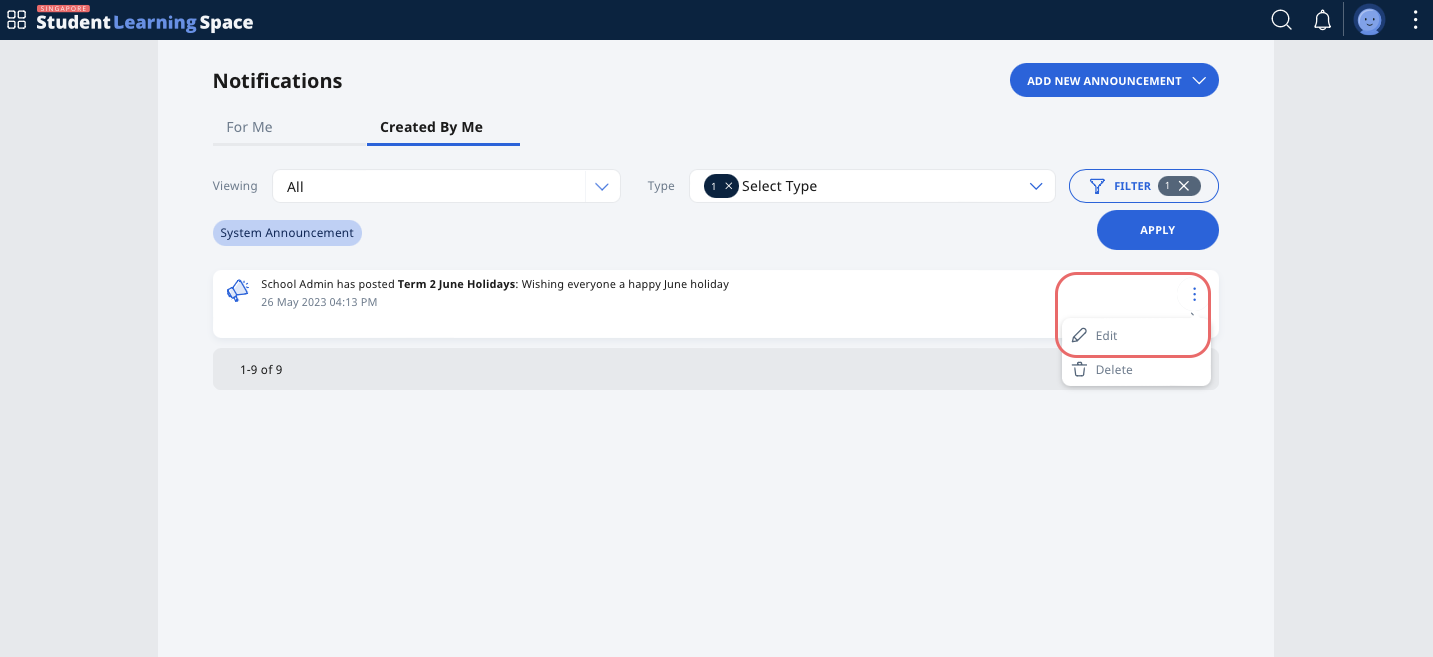 SINGAPORE
Student Learning Space
Notifications
ADD NEW ANNOUNCEMENT
For Me
Created By Me
Viewing
All
Type
1 × Select Type
FILTER 1 ×
System Announcement
APPLY
School Admin has posted Term 2 June Holidays: Wishing everyone a happy June holiday
26 May 2023 04:13 PM
Edit
1-9 of 9
Delete